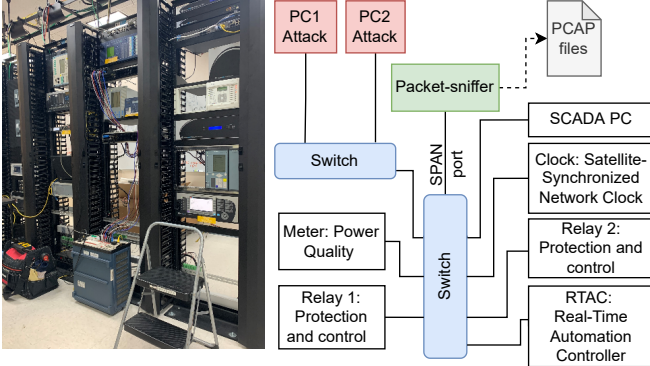 PC1
Attack
PC2
Attack
PCAP
files
Packet-sniffer
SCADA PC
Switch
SPAN
port
Clock: Satellite-
Synchronized
Network Clock
Meter: Power
Quality
Switch
Relay 2:
Protection and
control
Relay 1:
Protection
and control
RTAC:
Real-Time
Automation
Controller